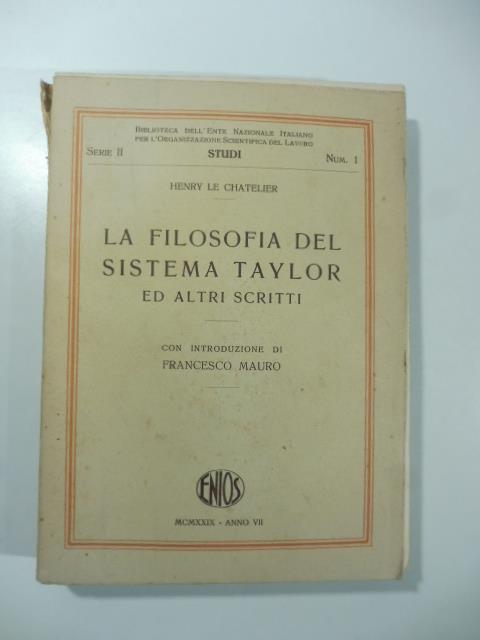 BIBLIOTECA DELL'ENTE NAZIONALE ITALIANO
PER L'ORGANIZZAZIONE SCIENTIFICA DEL LAVORO
SERIE II STUDI NUM. 1
HENRY LE CHATELIER
LA FILOSOFIA DEL
SISTEMA TAYLOR
ED ALTRI SCRITTI
CON INTRODUZIONE DI
FRANCESCO MAURO
ENIOS
MCMXXIX - ANNO VII